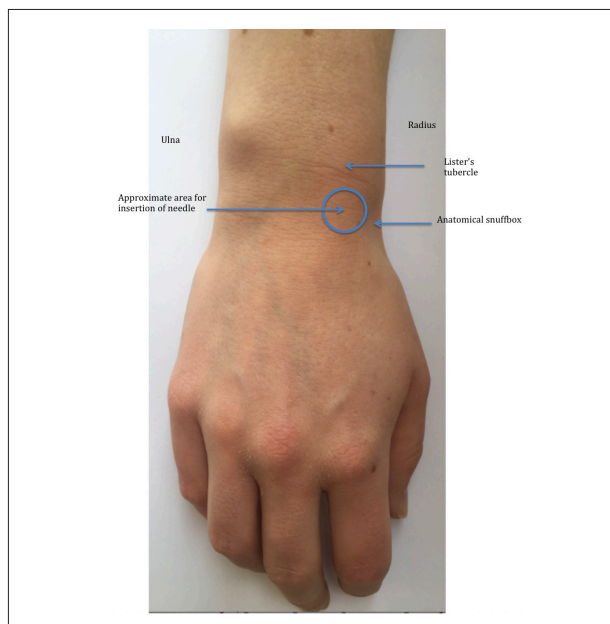 Radius
Ulna
Lister's
tubercle
Approximate area for
insertion of needle
Anatomical snuffbox